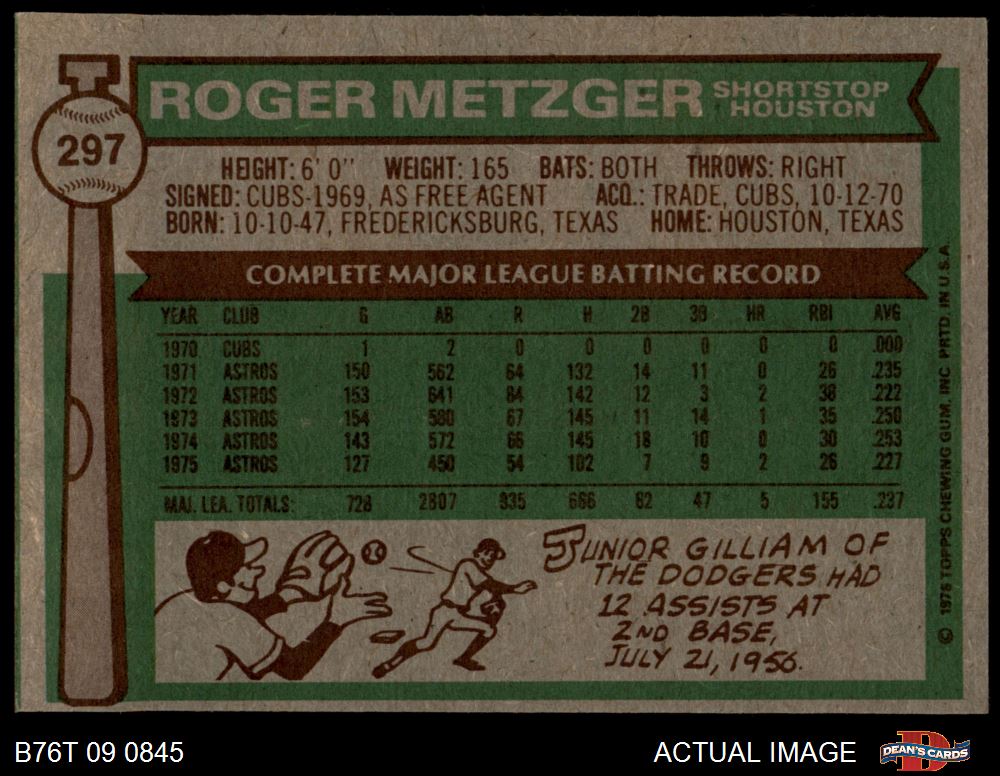 297
ROGER METZGER SHORTSTOP
HOUSTON
HEIGHT: 6' 0" WEIGHT: 165 BATS: BOTH THROWS: RIGHT
SIGNED: CUBS-1969, AS FREE AGENT ACQ.: TRADE, CUBS, 10-12-70
BORN: 10-10-47, FREDERICKSBURG, TEXAS HOME: HOUSTON, TEXAS
COMPLETE MAJOR LEAGUE BATTING RECORD
YEAR CLUB G AB R H 2B 3B HR RBI AVG
1970 CUBS 1 2 0 0 0 0 0 0 .000
1971 ASTROS 150 562 64 132 14 11 0 26 .235
1972 ASTROS 153 641 84 142 12 3 2 38 .222
1973 ASTROS 154 580 67 145 11 14 1 35 .250
1974 ASTROS 143 572 66 145 18 10 0 30 .253
1975 ASTROS 127 450 54 102 7 9 2 26 .227
MAJ. LEA. TOTALS: 728 2807 335 666 62 47 5 155 .237
JUNIOR GILLIAM OF
THE DODGERS HAD
12 ASSISTS AT
2ND BASE,
JULY 21, 1956.
© 1976 TOPPS CHEWING GUM, INC. PRTD. IN U.S.A.
B76T 09 0845
ACTUAL IMAGE
D
DEAN'S CARDS